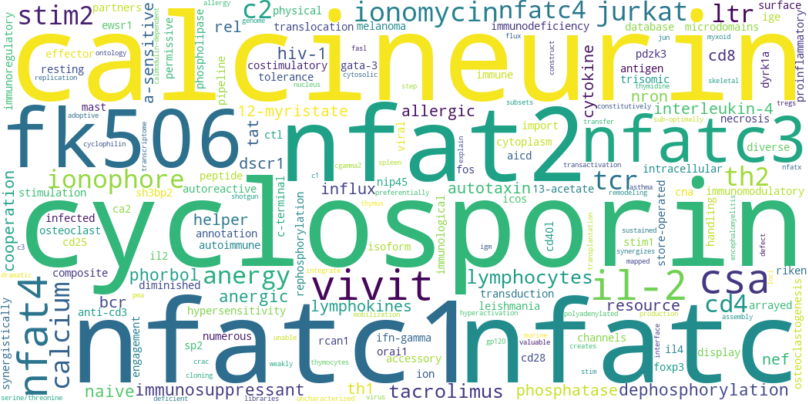 calcineurin
cyclosporin
nfatc1
nfatc
nfat2
fk506
nfatc3
nfatc4
ionomycin
jurkat
ltr
stim2
c2
physical
partners
ewsr1
a-sensitive
calmodulin-dependent
permissive
phospholipase
rel
translocation
melanoma
immunodeficiency
genome
allergy
hiv-1
costimulatory
tolerance
gata-3
fasl
cytosolic
nucleus
flux
step
construct
cytokine
database
microdomains
ige
surface
proinflammatory
pdzk3
antigen
trisomic
cd8
dyrk1a
jun
myxoid
skeletal
thymidine
tregs
immunoregulatory
effector
resting
ontology
replication
pipeline
immune
nron
interleukin-4
necrosis
diverse
mast
adoptive
cyclophilin
transcriptome
12-myristate
tat
ctl
dscr1
allergic
viral
fos
explain
import
cytoplasm
aicd
subsets
constitutively
transfer
sub-optimally
transactivation
nfatx
intracellular
remodeling
asthma
immunomodulatory
th2
tcr
13-acetate
autotaxin
icos
influx
nip45
preferentially
cgamma2
spleen
c1
thymus
peptide
autoreactive
shotgun
sh3bp2
ionophore
stimulation
cooperation
infected
osteoclast
cd25
ca2
helper
annotation
autoimmune
il2
c-terminal
rephosphorylation
isoform
immunological
igm
cd40l
sustained
synergizes
mapped
stim1
store-operated
cna
handling
encephalomyelitis
transplantation
defect
c3
dramatic
composite
phorbol
diminished
anergy
anergic
integrate
vivit
lymphocytes
transduction
leishmania
il-2
csa
cd4
resource
riken
arrayed
nfat4
calcium
synergistically
bcr
anti-cd3
pma
hypersensitivity
lymphokines
mobilization
hyperactivation
polyadenylated
production
assembly
engagement
numerous
sp2
crac
cloning
unable
weakly
rcan1
thymocytes
ifn-gamma
orai1
accessory
ion
gp120
valuable
cd28
channels
creates
stim
interface
il4
foxp3
display
nef
osteoclastogenesis
serine/threonine
naive
immunosuppressant
deficient
libraries
th1
uncharacterized
virus
tacrolimus
phosphatase
dephosphorylation